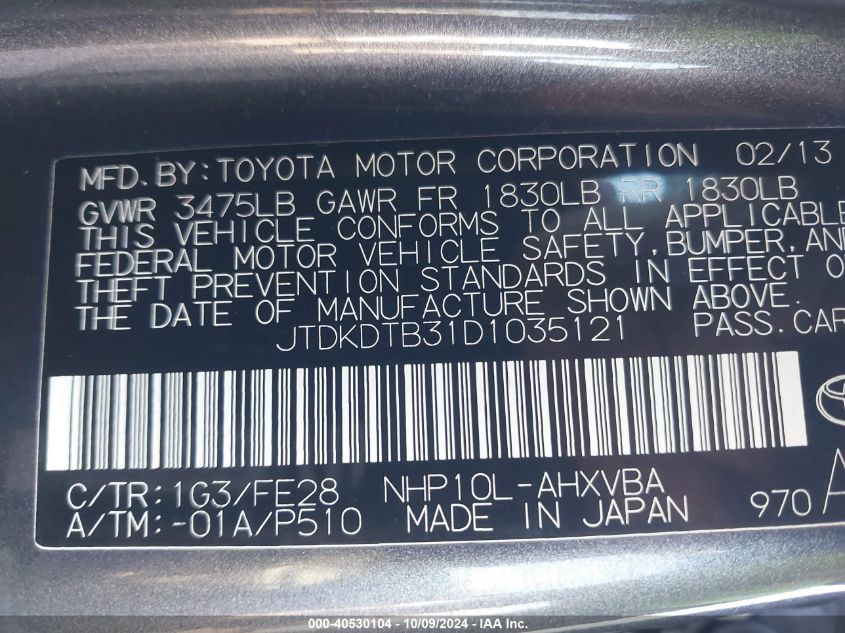 MFD. BY: TOYOTA MOTOR CORPORATION 02/13
GVWR 3475LB GAWR FR 1830LB RR 1830LB
THIS VEHICLE CONFORMS TO ALL APPLICABLE
FEDERAL MOTOR VEHICLE SAFETY, BUMPER, AN
THEFT PREVENTION STANDARDS IN EFFECT O
THE DATE OF MANUFACTURE SHOWN ABOVE.
JTDKDTB31D1035121 PASS. CAR
C/TR: 1G3/FE28 NHP10L-AHXVBA
A/TM: -01A/P510 MADE IN JAPAN 970 A
000-40530104 - 10/09/2024 - IAA Inc.